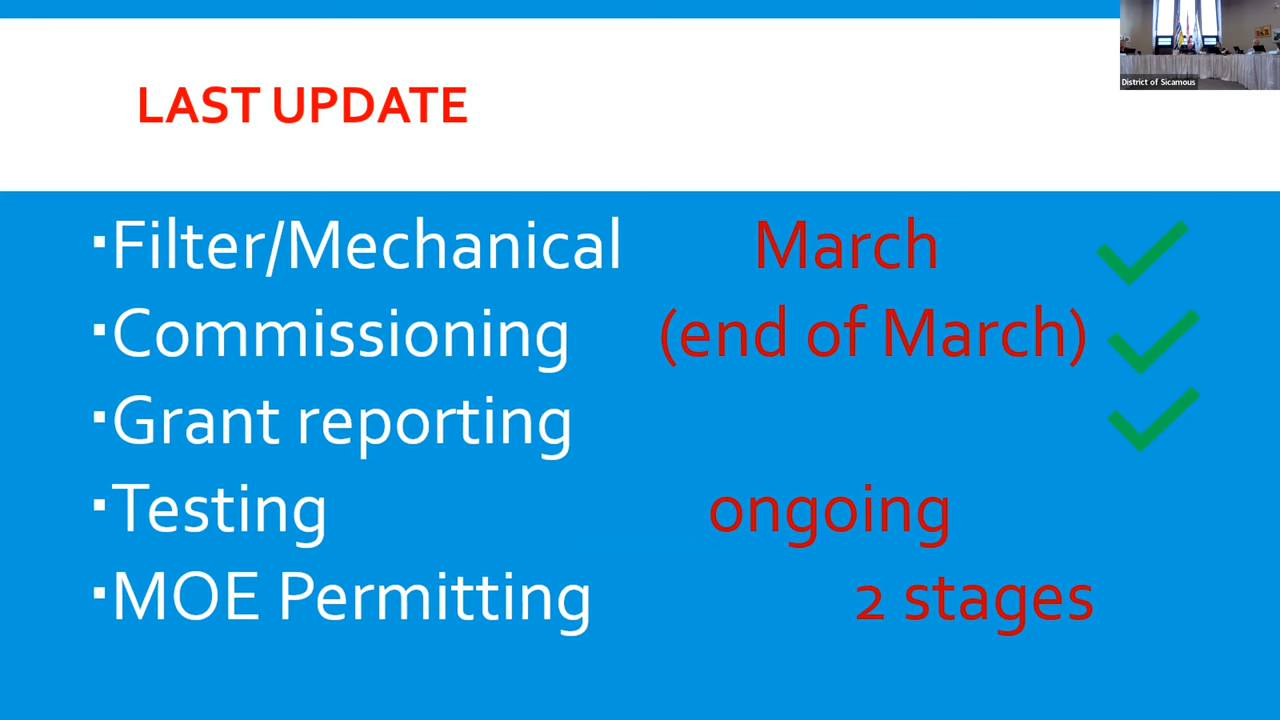 District of Sicamous
LAST UPDATE
▪Filter/Mechanical March
▪Commissioning (end of March)
▪Grant reporting
▪Testing ongoing
▪MOE Permitting 2 stages